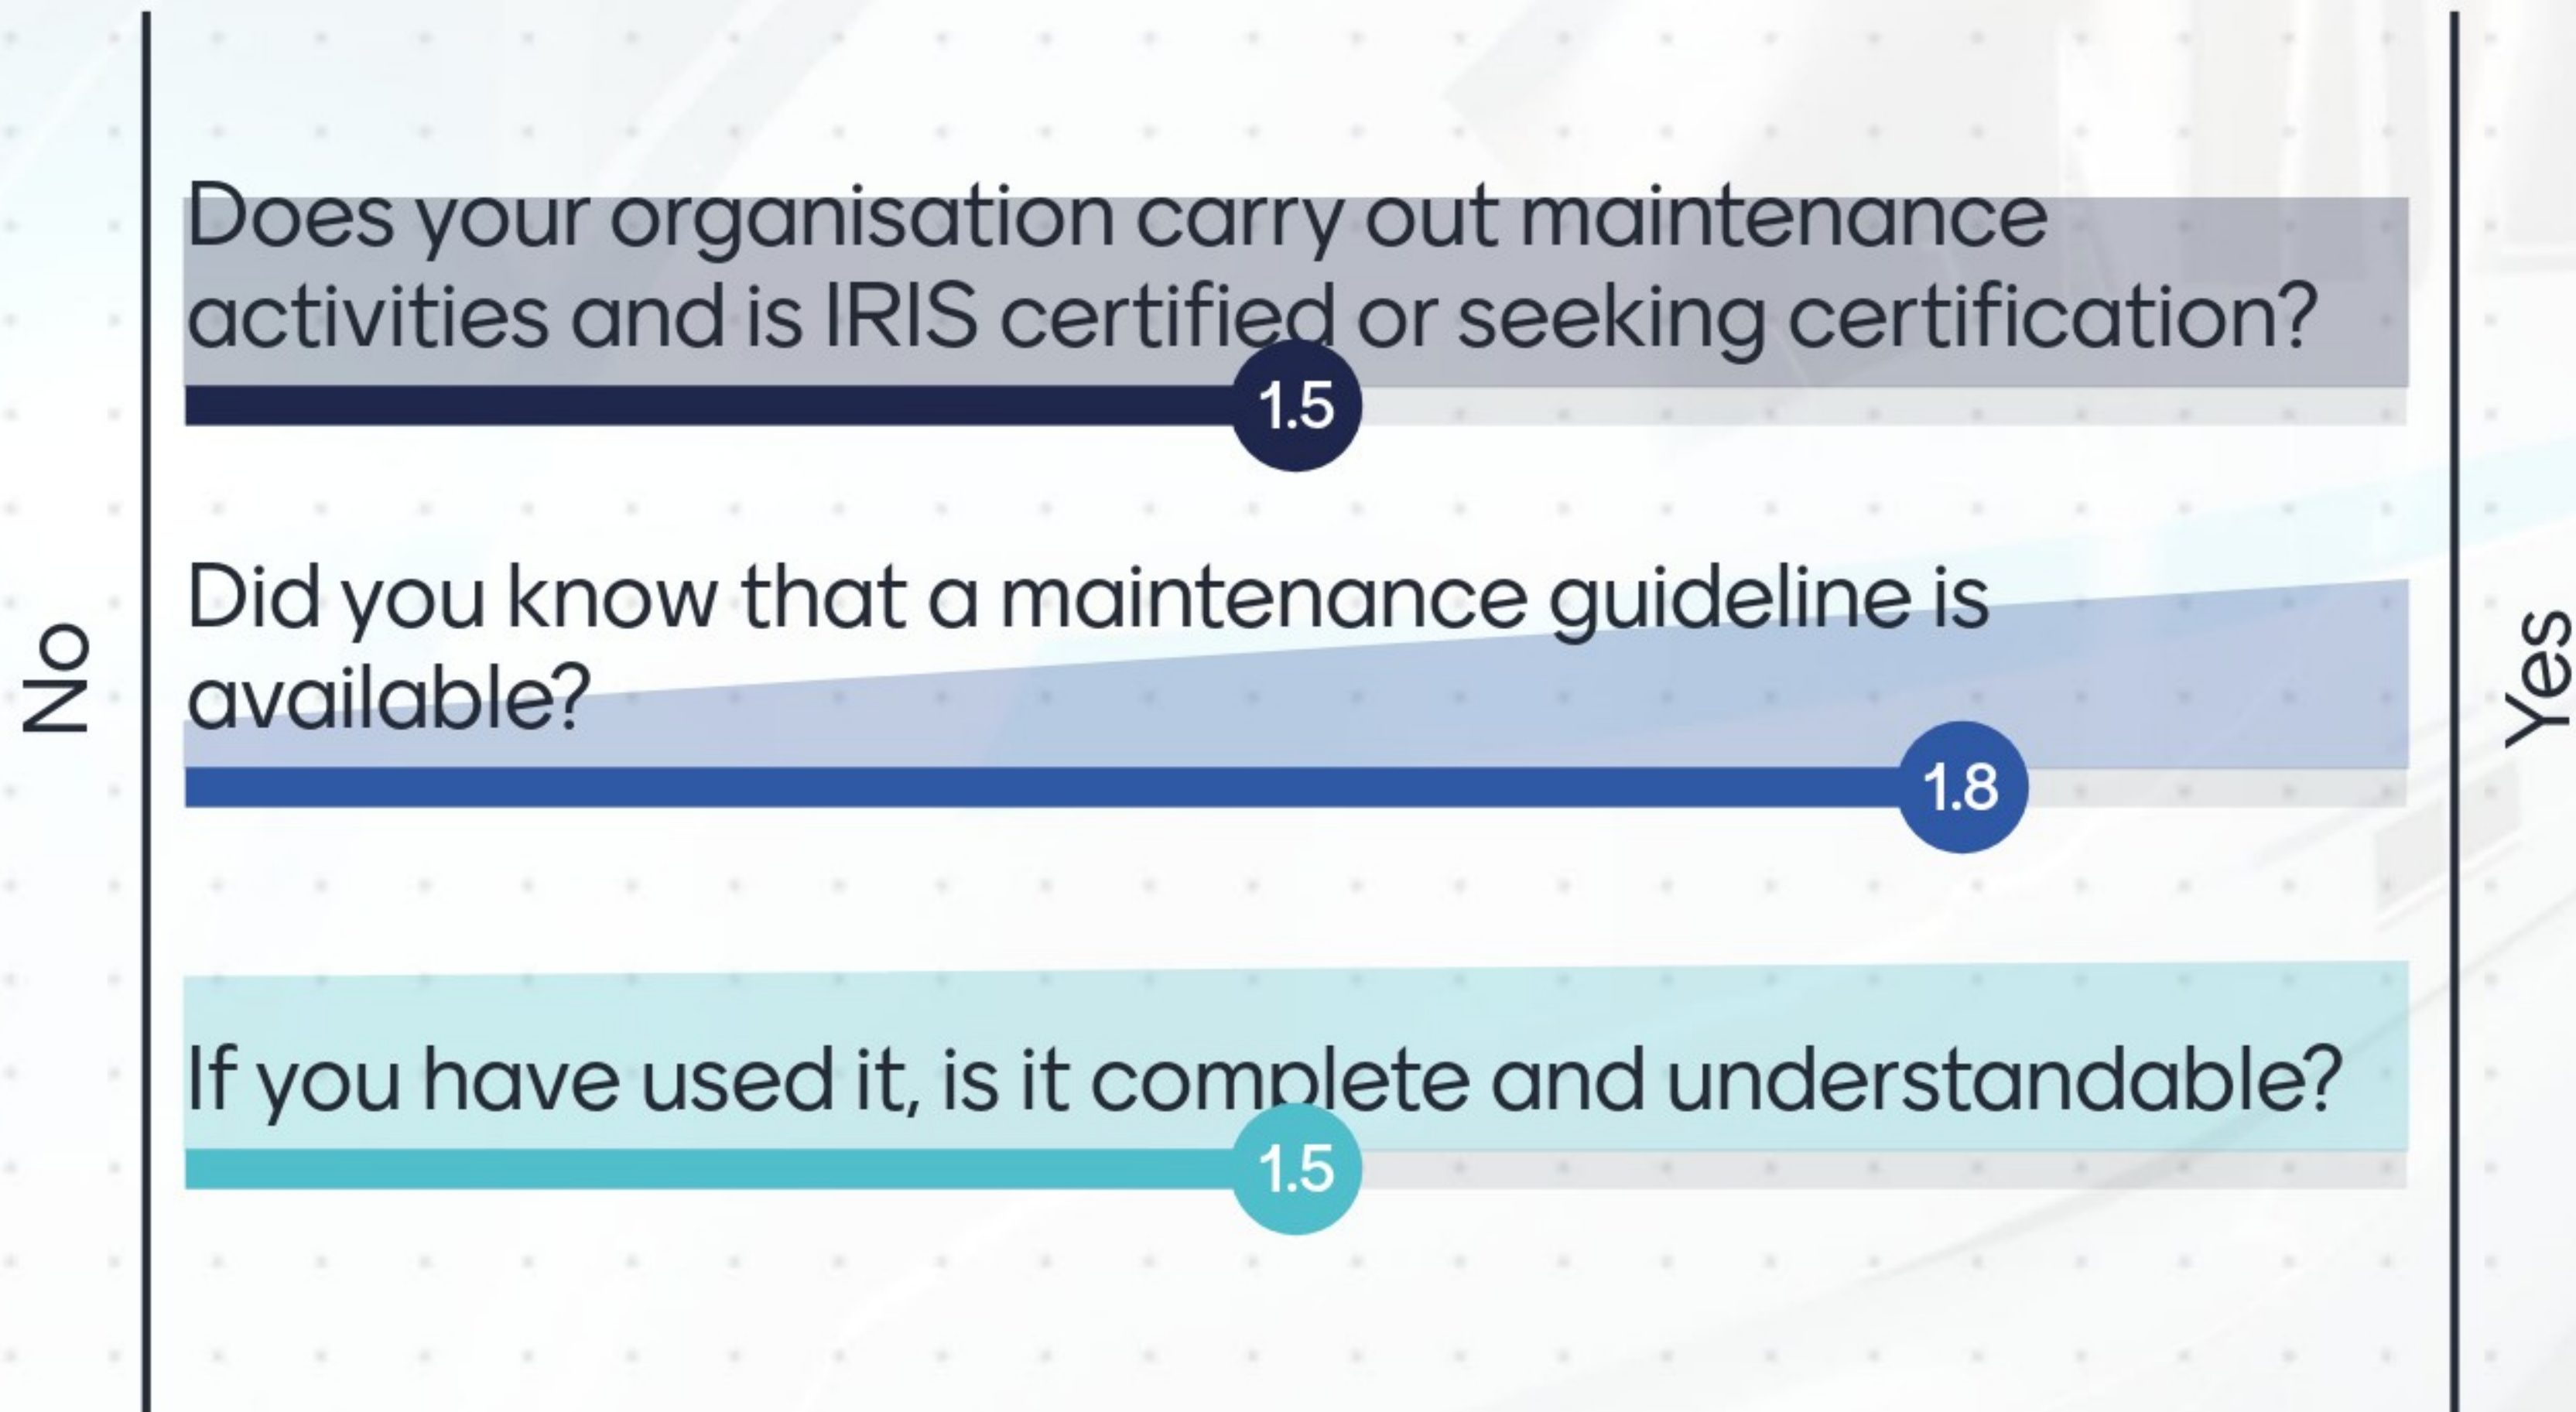 Does your organisation carry out maintenance
activities and is IRIS certified or seeking certification?
1.5
Did you know that a maintenance guideline is
available?
1.8
No
Yes
If you have used it, is it complete and understandable?
1.5